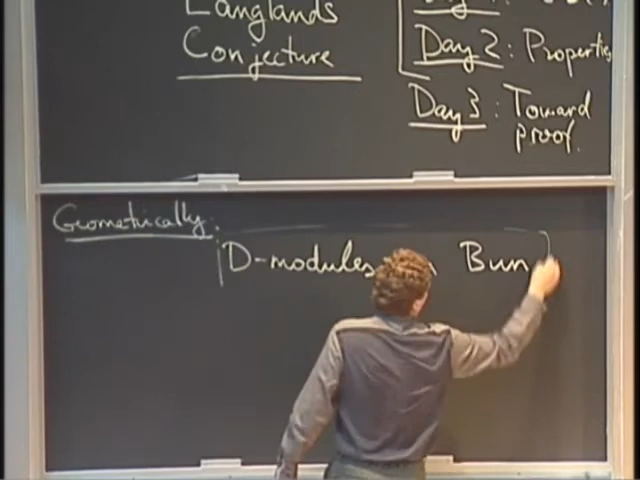 Langlands
Conjecture
Day 2: Properties
Day 3: Toward
proof.
Geometrically:
D-modules Bun